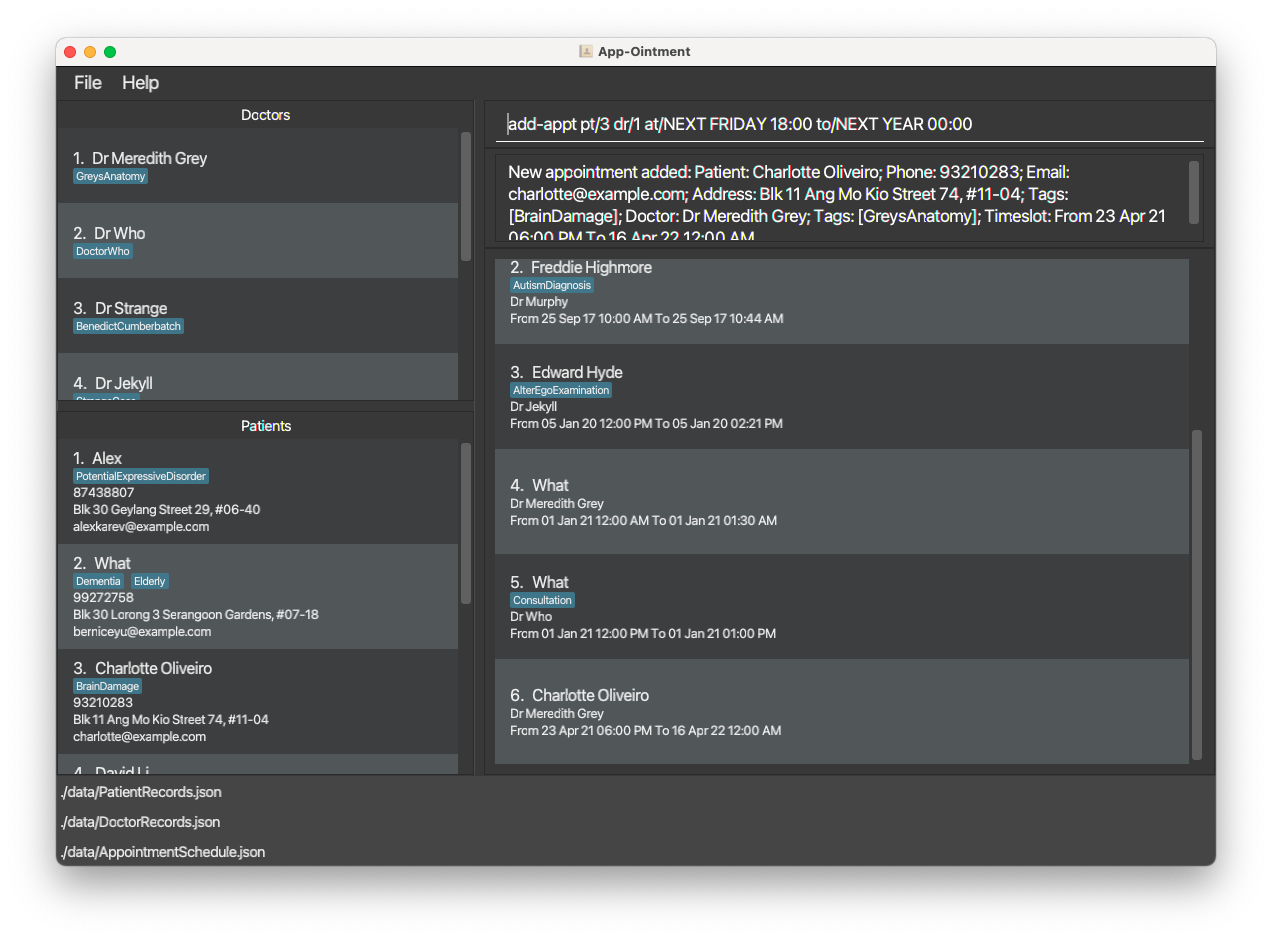 App-Ointment
File Help
Doctors
1. Dr Meredith Grey
GreysAnatomy
2. Dr Who
DoctorWho
3. Dr Strange
BenedictCumberbatch
4. Dr Jekyll
StrangeCase
Patients
1. Alex
PotentialExpressiveDisorder
87438807
Blk 30 Geylang Street 29, #06-40
alexkarev@example.com
2. What
Dementia Elderly
99272758
Blk 30 Lorong 3 Serangoon Gardens, #07-18
berniceyu@example.com
3. Charlotte Oliveiro
BrainDamage
93210283
Blk 11 Ang Mo Kio Street 74, #11-04
charlotte@example.com
4. David Li
add-appt pt/3 dr/1 at/NEXT FRIDAY 18:00 to/NEXT YEAR 00:00
New appointment added: Patient: Charlotte Oliveiro; Phone: 93210283; Email:
charlotte@example.com; Address: Blk 11 Ang Mo Kio Street 74, #11-04; Tags:
[BrainDamage]; Doctor: Dr Meredith Grey; Tags: [GreysAnatomy]; Timeslot: From 23 Apr 21
06:00 PM To 16 Apr 22 12:00 AM
2. Freddie Highmore
AutismDiagnosis
Dr Murphy
From 25 Sep 17 10:00 AM To 25 Sep 17 10:44 AM
3. Edward Hyde
AlterEgoExamination
Dr Jekyll
From 05 Jan 20 12:00 PM To 05 Jan 20 02:21 PM
4. What
Dr Meredith Grey
From 01 Jan 21 12:00 AM To 01 Jan 21 01:30 AM
5. What
Consultation
Dr Who
From 01 Jan 21 12:00 PM To 01 Jan 21 01:00 PM
6. Charlotte Oliveiro
Dr Meredith Grey
From 23 Apr 21 06:00 PM To 16 Apr 22 12:00 AM
./data/PatientRecords.json
./data/DoctorRecords.json
./data/AppointmentSchedule.json